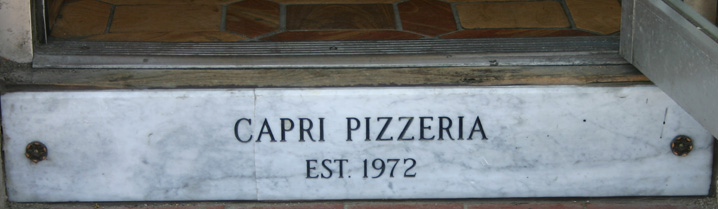 CAPRI PIZZERIA
EST. 1972